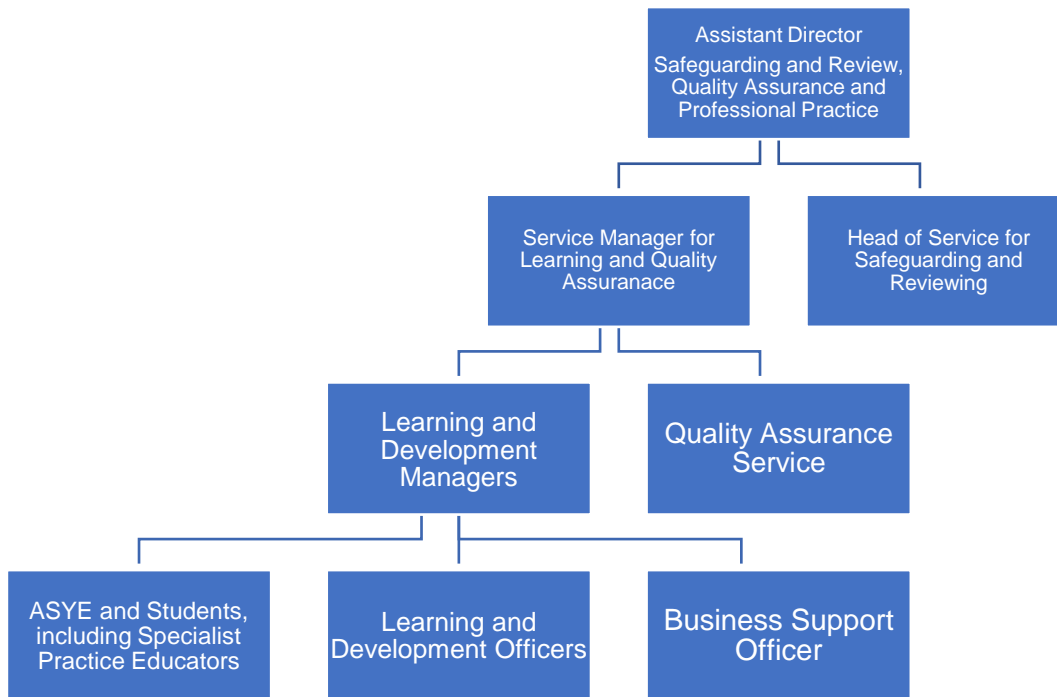 Assistant Director
Safeguarding and Review,
Quality Assurance and
Professional Practice
Service Manager for
Learning and Quality
Assuranace
Head of Service for
Safeguarding and
Reviewing
Learning and
Development
Managers
Quality Assurance
Service
ASYE and Students,
including Specialist
Practice Educators
Learning and
Development Officers
Business Support
Officer